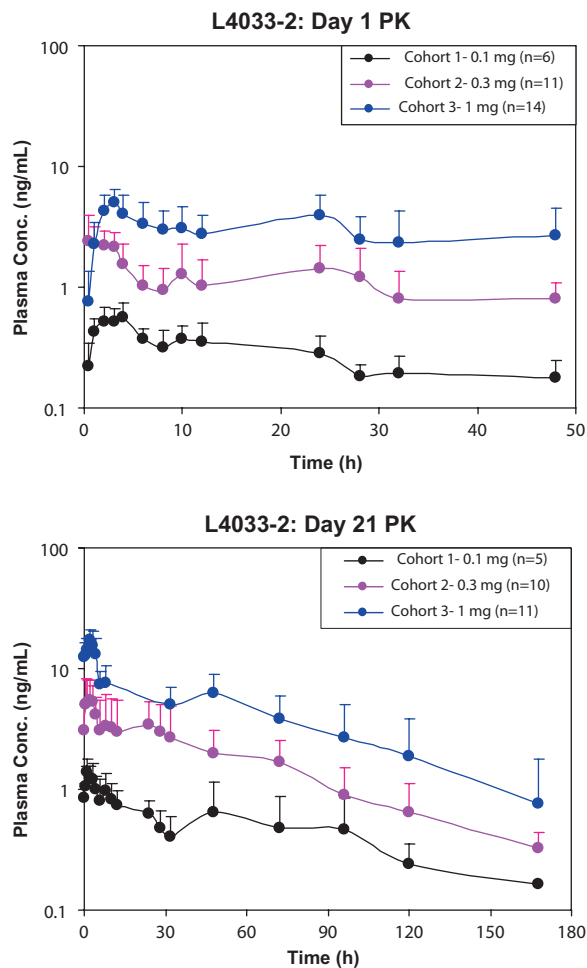 L4033-2: Day 1 PK
100
10
1
0.1
Plasma Conc. (ng/mL)
Cohort 1- 0.1 mg (n=6)
Cohort 2- 0.3 mg (n=11)
Cohort 3- 1 mg (n=14)
0 10 20 30 40 50
Time (h)
L4033-2: Day 21 PK
100
10
1
0.1
Plasma Conc. (ng/mL)
Cohort 1- 0.1 mg (n=5)
Cohort 2- 0.3 mg (n=10)
Cohort 3- 1 mg (n=11)
0 30 60 90 120 150 180
Time (h)